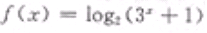 f(x) = log₂(3ˣ + 1)